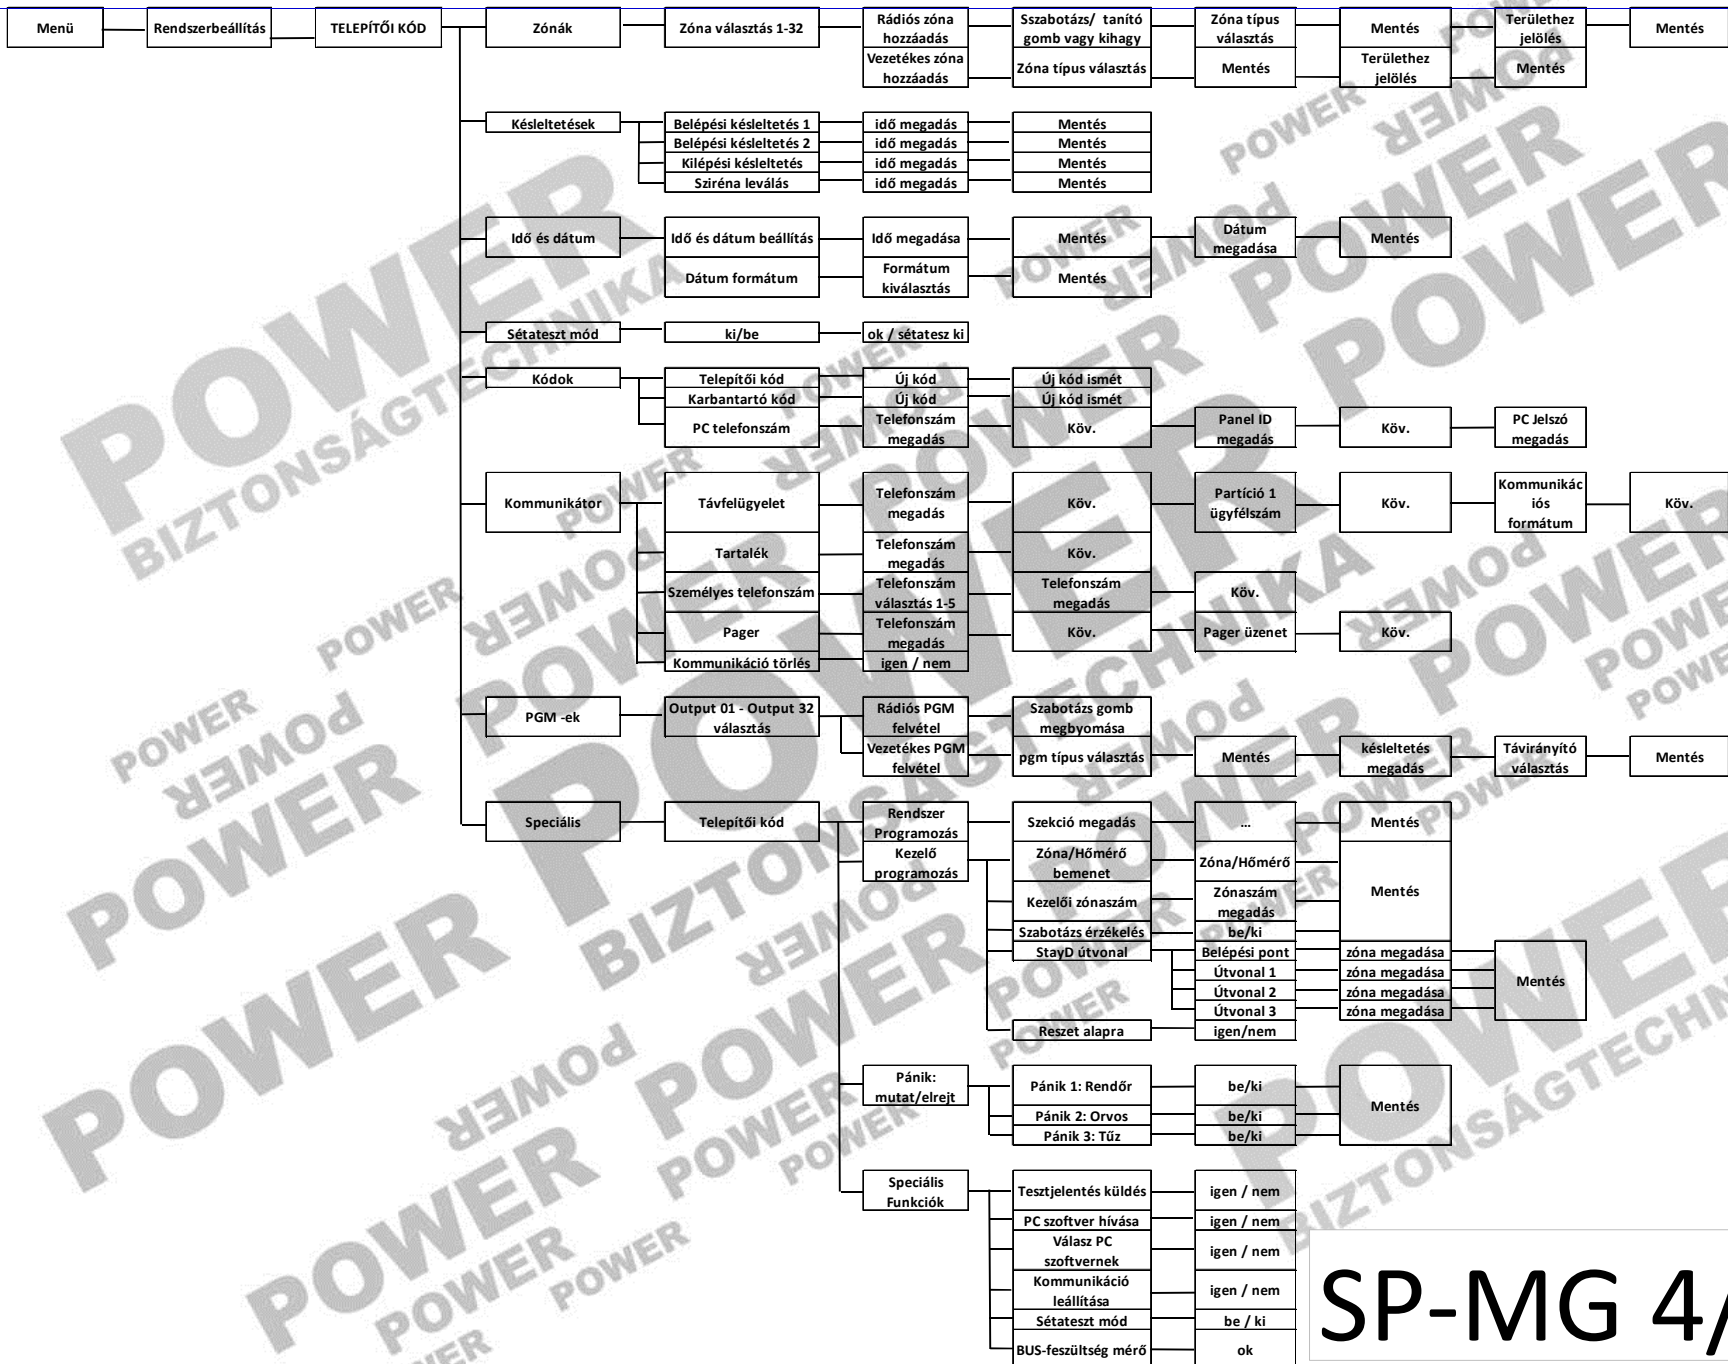 Menü
Rendszerbeállítás
TELEPÍTŐI KÓD
Zónák
Zóna választás 1-32
Rádiós zóna
hozzáadás
Sszabotázs/ tanító
gomb vagy kihagy
Zóna típus
választás
Mentés
Területhez
jelölés
Mentés
Vezetékes zóna
hozzáadás
Zóna típus választás
Mentés
Területhez
jelölés
Mentés
Késleltetések
Belépési késleltetés 1
idő megadás
Mentés
Belépési késleltetés 2
idő megadás
Mentés
Kilépési késleltetés
idő megadás
Mentés
Sziréna leválás
idő megadás
Mentés
Idő és dátum
Idő és dátum beállítás
Idő megadása
Mentés
Dátum
megadása
Mentés
Dátum formátum
Formátum
kiválasztás
Mentés
Sétateszt mód
ki/be
ok / sétatesz ki
Kódok
Telepítői kód
Új kód
Új kód ismét
Karbantartó kód
Új kód
Új kód ismét
PC telefonszám
Telefonszám
megadás
Köv.
Panel ID
megadás
Köv.
PC Jelszó
megadás
Kommunikátor
Távfelügyelet
Telefonszám
megadás
Köv.
Partíció 1
ügyfélszám
Köv.
Kommunikác
iós
formátum
Köv.
Tartalék
Telefonszám
megadás
Köv.
Személyes telefonszám
Telefonszám
választás 1-5
Telefonszám
megadás
Köv.
Pager
Telefonszám
megadás
Köv.
Pager üzenet
Köv.
Kommunikáció törlés
igen / nem
PGM -ek
Output 01 - Output 32
választás
Rádiós PGM
felvétel
Szabotázs gomb
megbyomása
Vezetékes PGM
felvétel
pgm típus választás
Mentés
késleltetés
megadás
Távirányító
választás
Mentés
Speciális
Telepítői kód
Rendszer
Programozás
Szekció megadás
...
Mentés
Kezelő
programozás
Zóna/Hőmérő
bemenet
Zóna/Hőmérő
Mentés
Kezelői zónaszám
Zónaszám
megadás
Szabotázs érzékelés
be/ki
StayD útvonal
Belépési pont
zóna megadása
Mentés
Útvonal 1
zóna megadása
Útvonal 2
zóna megadása
Útvonal 3
zóna megadása
Reszet alapra
igen/nem
Pánik:
mutat/elrejt
Pánik 1: Rendőr
be/ki
Mentés
Pánik 2: Orvos
be/ki
Pánik 3: Tűz
be/ki
Speciális
Funkciók
Tesztjelentés küldés
igen / nem
PC szoftver hívása
igen / nem
Válasz PC
szoftvernek
igen / nem
Kommunikáció
leállítása
igen / nem
Sétateszt mód
be / ki
BUS-feszültség mérő
ok
SP-MG 4/
POWER
BIZTONSÁGTECHNIKA